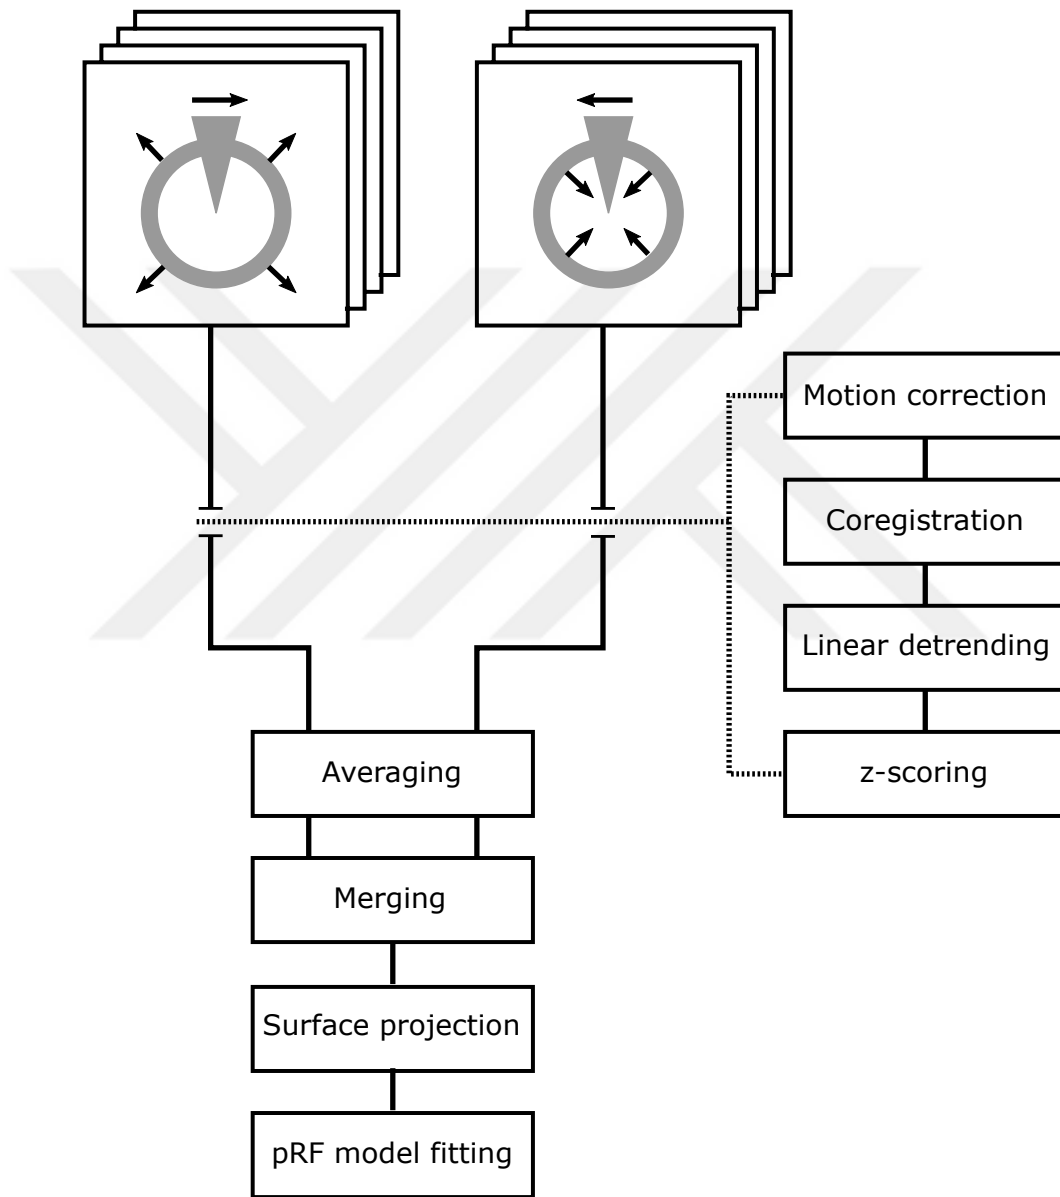 Motion correction
Coregistration
Linear detrending
z-scoring
Averaging
Merging
Surface projection
pRF model fitting